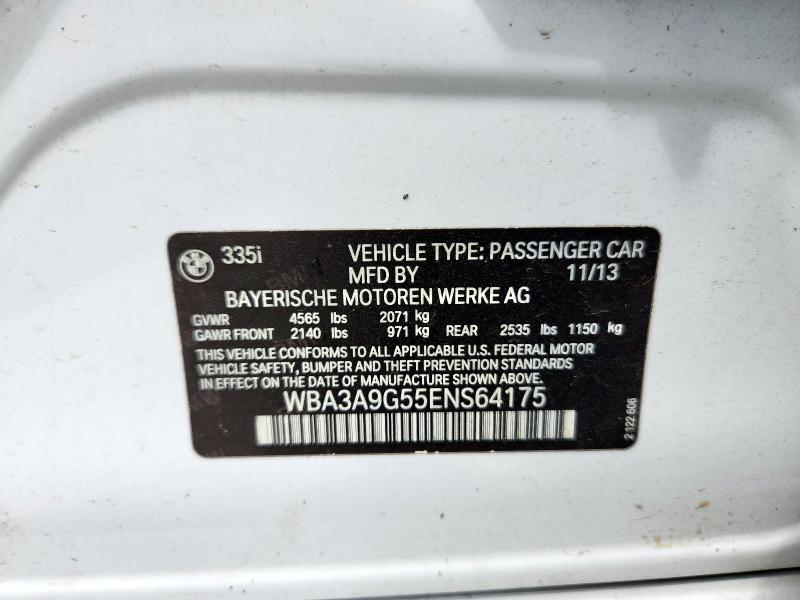 335i VEHICLE TYPE: PASSENGER CAR
MFD BY 11/13
BAYERISCHE MOTOREN WERKE AG
GVWR 4565 lbs 2071 kg
GAWR FRONT 2140 lbs 971 kg REAR 2535 lbs 1150 kg
THIS VEHICLE CONFORMS TO ALL APPLICABLE U.S. FEDERAL MOTOR
VEHICLE SAFETY, BUMPER AND THEFT PREVENTION STANDARDS
IN EFFECT ON THE DATE OF MANUFACTURE SHOWN ABOVE.
WBA3A9G55ENS64175
2 122 606